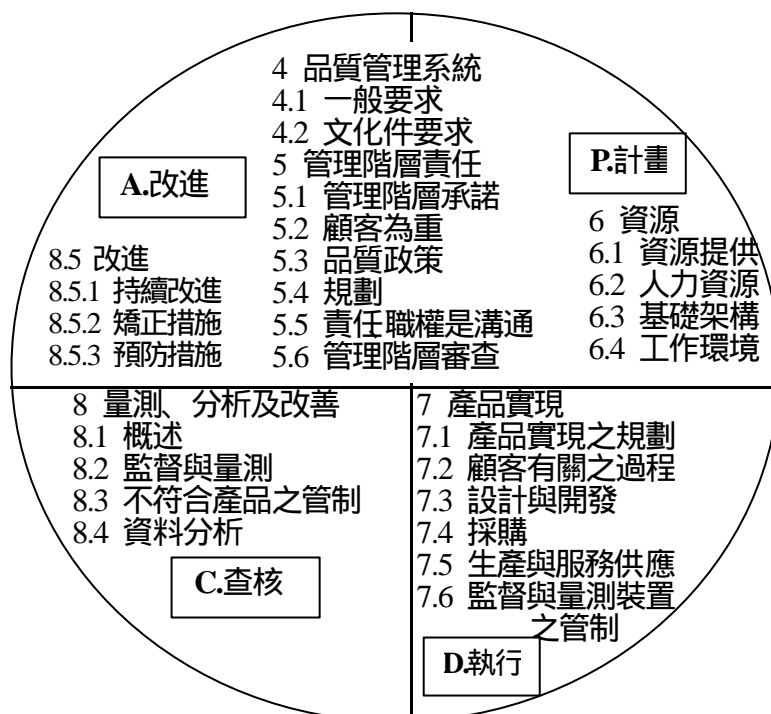 4 品質管理系統
4.1 一般要求
4.2 文化件要求
5 管理階層責任
5.1 管理階層承諾
5.2 顧客為重
5.3 品質政策
5.4 規劃
5.5 責任,職權是溝通
5.6 管理階層審查
A.改進
8.5 改進
8.5.1 持續改進
8.5.2 矯正措施
8.5.3 預防措施
P.計畫
6 資源
6.1 資源提供
6.2 人力資源
6.3 基礎架構
6.4 工作環境
8 量測、分析及改善
8.1 概述
8.2 監督與量測
8.3 不符合產品之管制
8.4 資料分析
C.查核
7 產品實現
7.1 產品實現之規劃
7.2 顧客有關之過程
7.3 設計與開發
7.4 採購
7.5 生產與服務供應
7.6 監督與量測裝置
之管制
D.執行